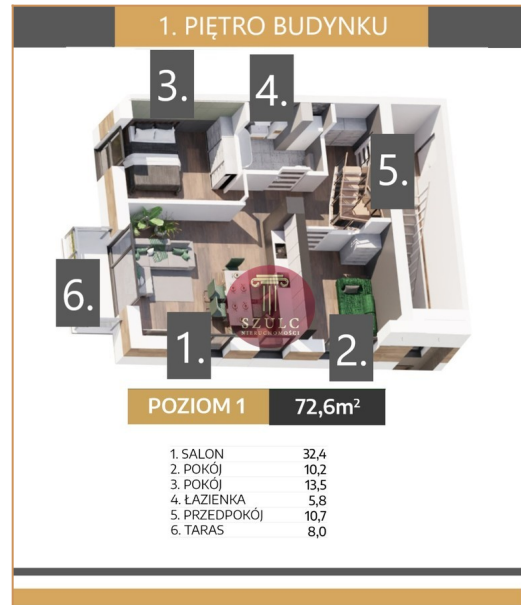 1. PIĘTRO BUDYNKU
3.
4.
5.
6.
SZULC
NIERUCHOMOŚCI
1.
2.
POZIOM 1 72,6m²
1. SALON 32,4
2. POKÓJ 10,2
3. POKÓJ 13,5
4. ŁAZIENKA 5,8
5. PRZEDPOKÓJ 10,7
6. TARAS 8,0